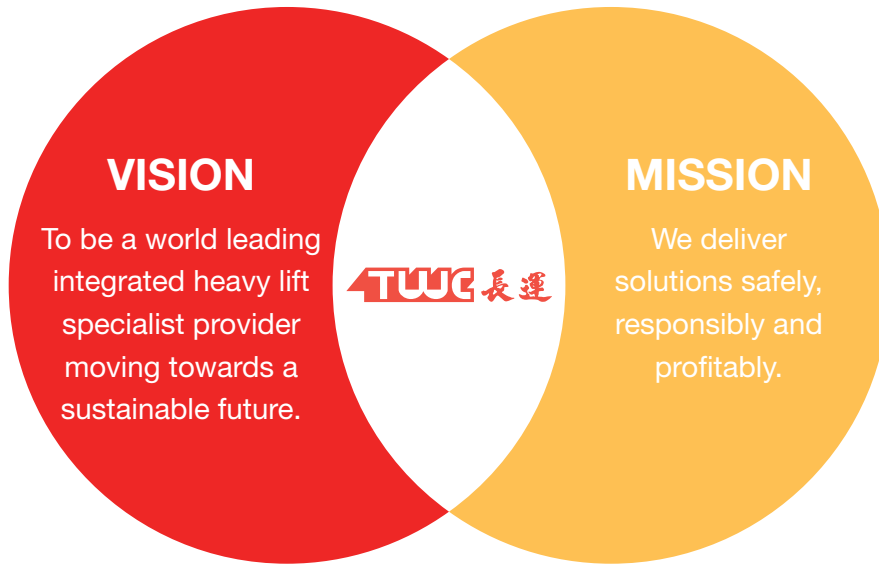 VISION
To be a world leading
integrated heavy lift
specialist provider
moving towards a
sustainable future.
TWC 長運
MISSION
We deliver
solutions safely,
responsibly and
profitably.